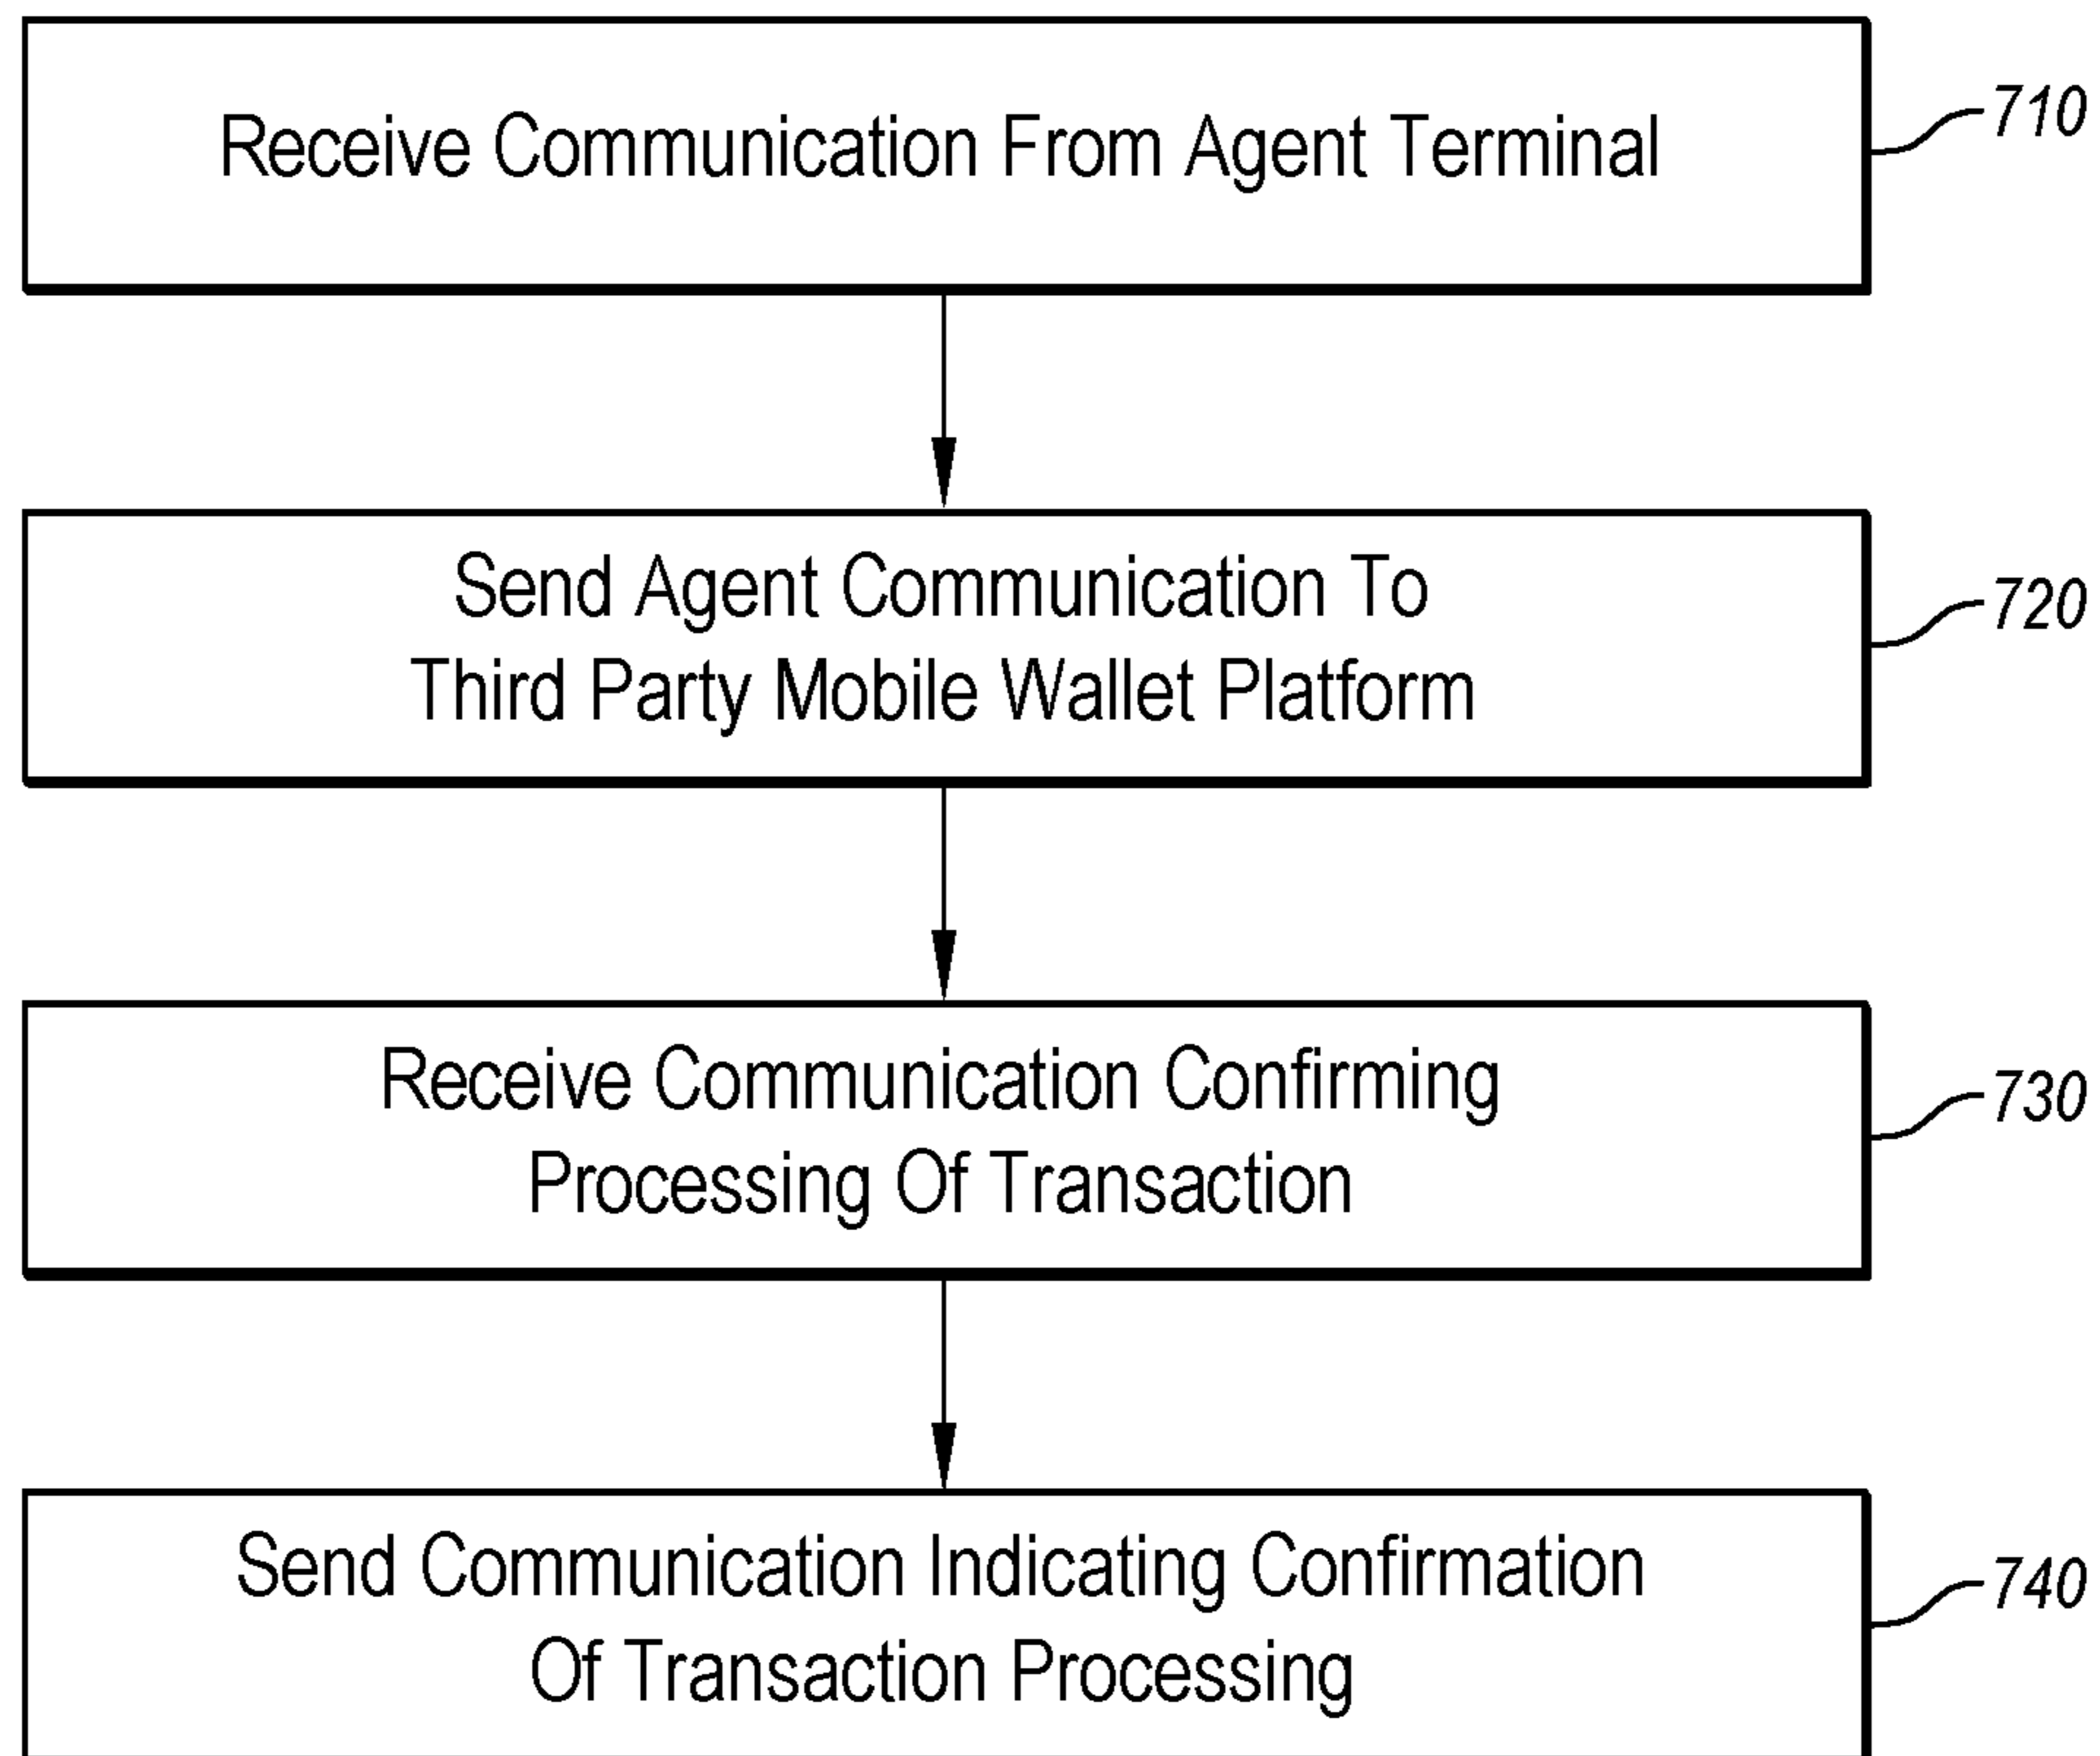 Receive Communication From Agent Terminal
710
Send Agent Communication To
Third Party Mobile Wallet Platform
720
Receive Communication Confirming
Processing Of Transaction
730
Send Communication Indicating Confirmation
Of Transaction Processing
740